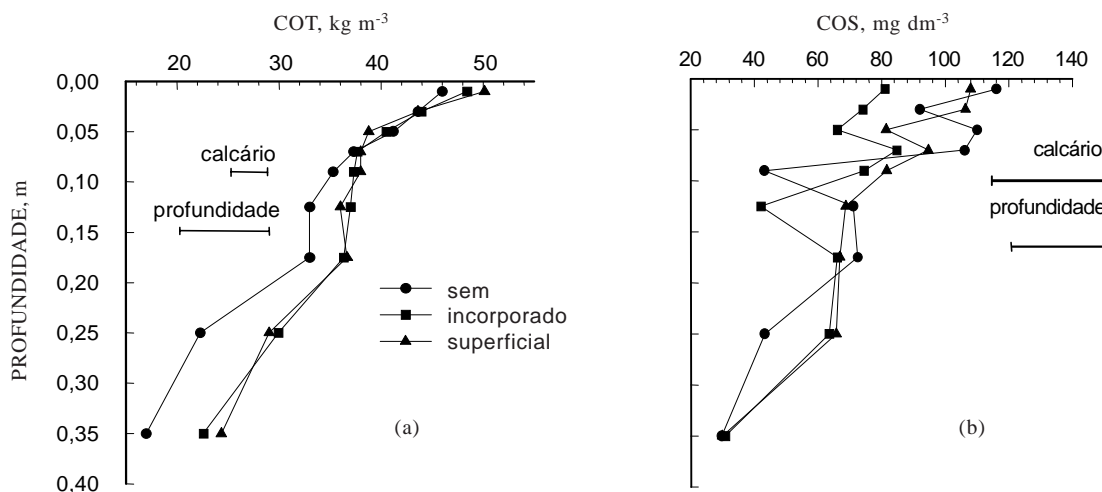 COT, kg m-3
20 30 40 50
0,00
0,05
0,10
0,15
0,20
0,25
0,30
0,35
0,40
PROFUNDIDADE, m
calcário
profundidade
sem
incorporado
superficial
(a)
COS, mg dm-3
20 40 60 80 100 120 140
calcário
profundidade
(b)